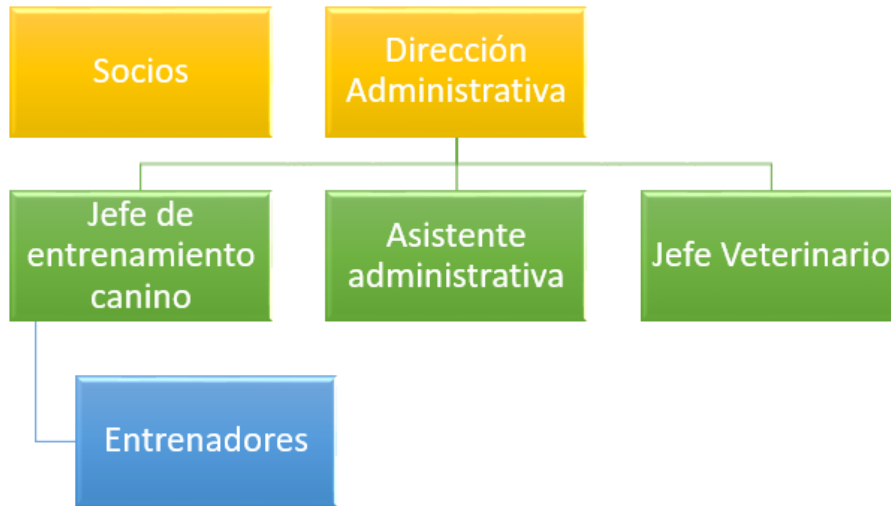 Socios
Dirección
Administrativa
Jefe de
entrenamiento
canino
Asistente
administrativa
Jefe Veterinario
Entrenadores